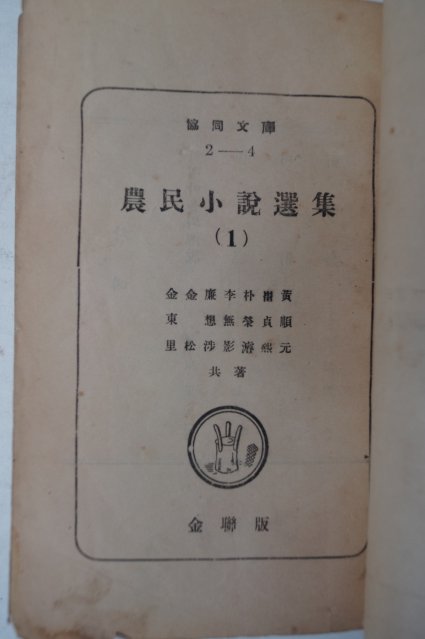 協同文庫
2—4
農民小說選集
(1)
黃順元
崔貞熙
朴榮濬
李無影
廉想涉
金松
金東里
共著
金聯版